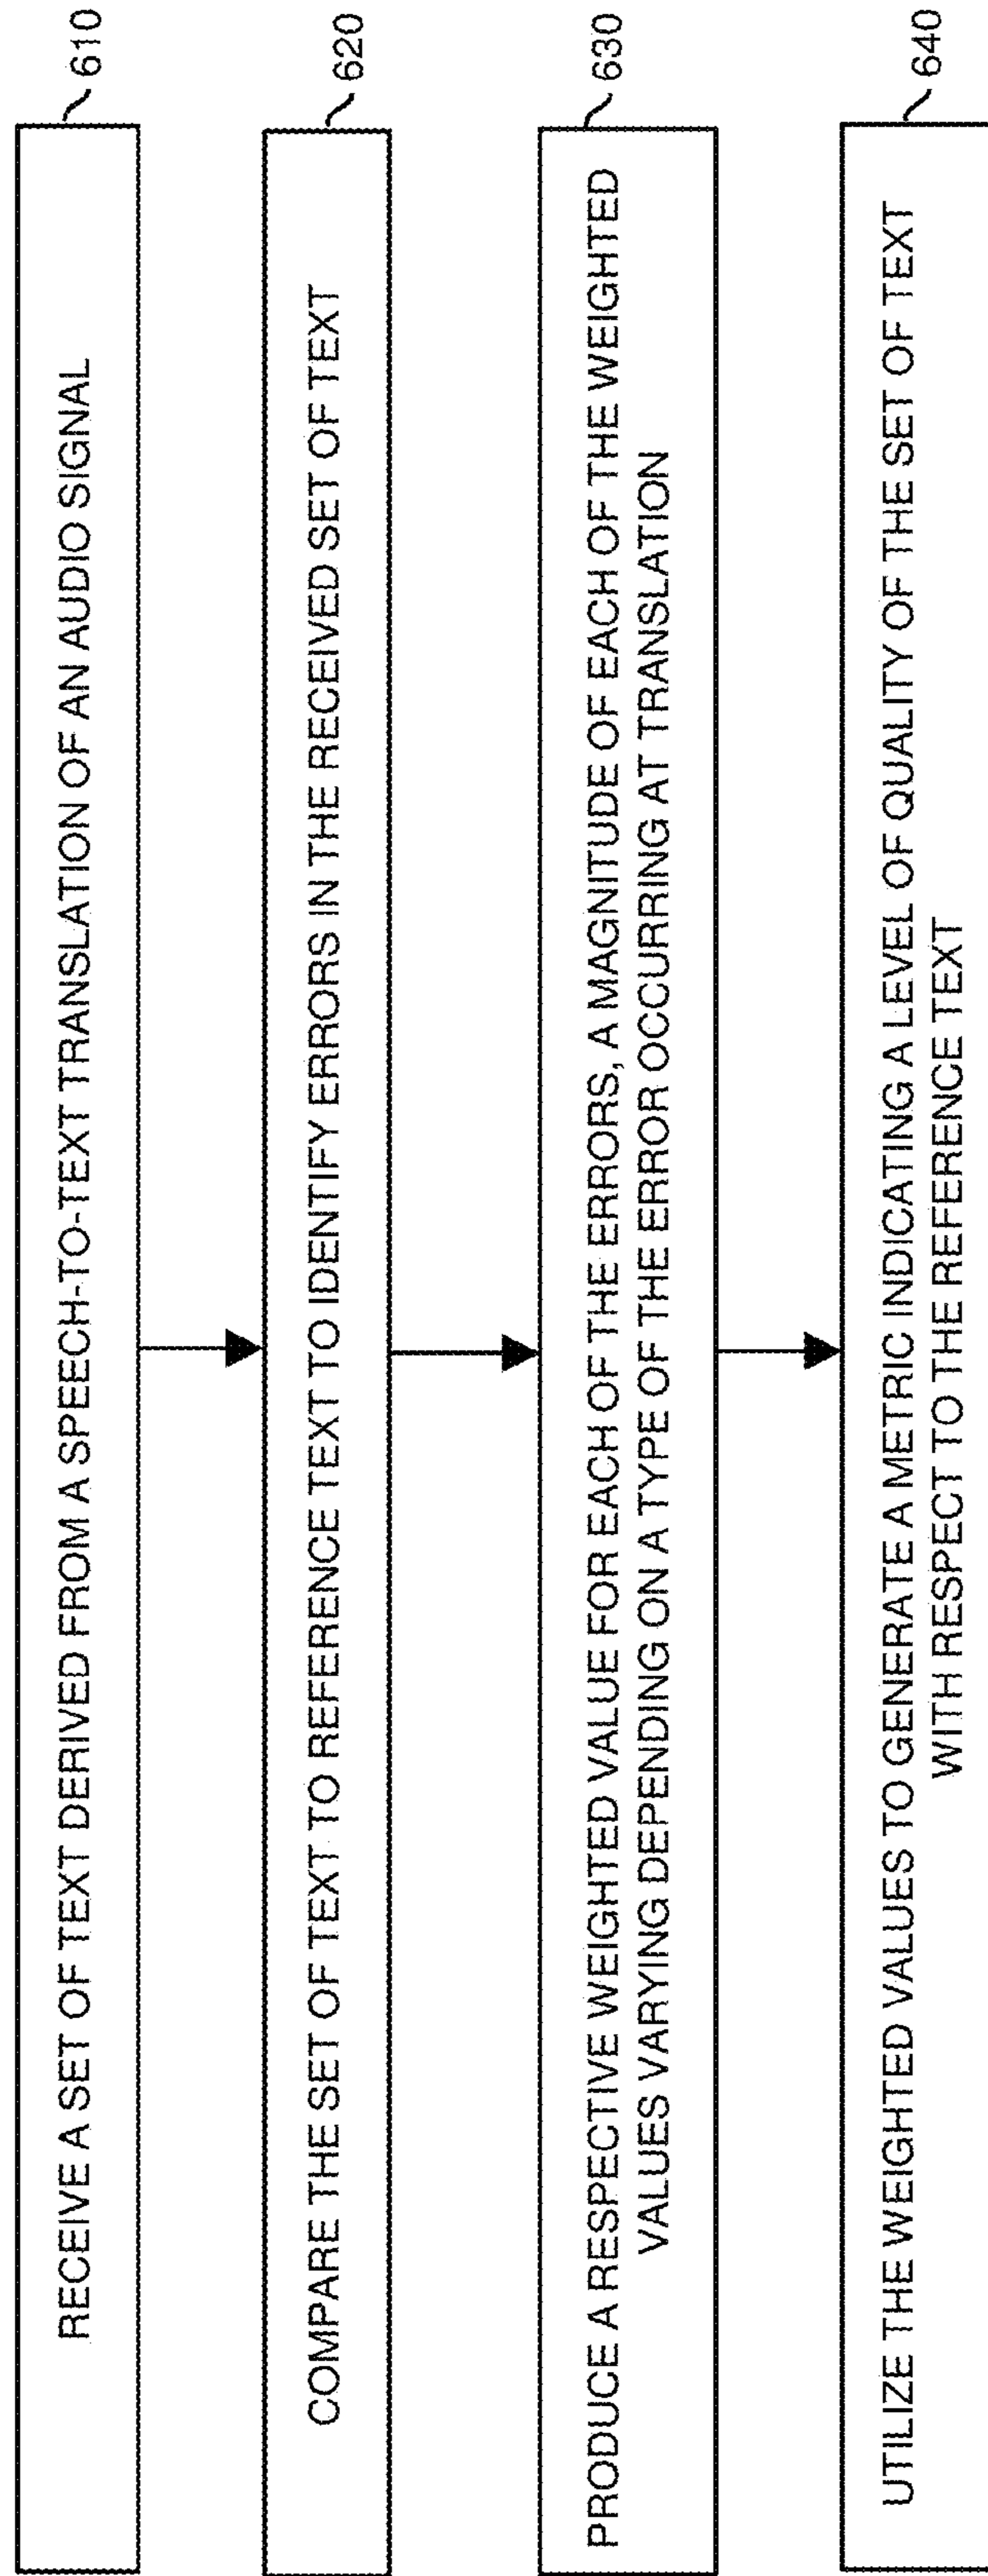 RECEIVE A SET OF TEXT DERIVED FROM A SPEECH-TO-TEXT TRANSLATION OF AN AUDIO SIGNAL
610
COMPARE THE SET OF TEXT TO REFERENCE TEXT TO IDENTIFY ERRORS IN THE RECEIVED SET OF TEXT
620
PRODUCE A RESPECTIVE WEIGHTED VALUE FOR EACH OF THE ERRORS, A MAGNITUDE OF EACH OF THE WEIGHTED
VALUES VARYING DEPENDING ON A TYPE OF THE ERROR OCCURRING AT TRANSLATION
630
UTILIZE THE WEIGHTED VALUES TO GENERATE A METRIC INDICATING A LEVEL OF QUALITY OF THE SET OF TEXT
WITH RESPECT TO THE REFERENCE TEXT
640